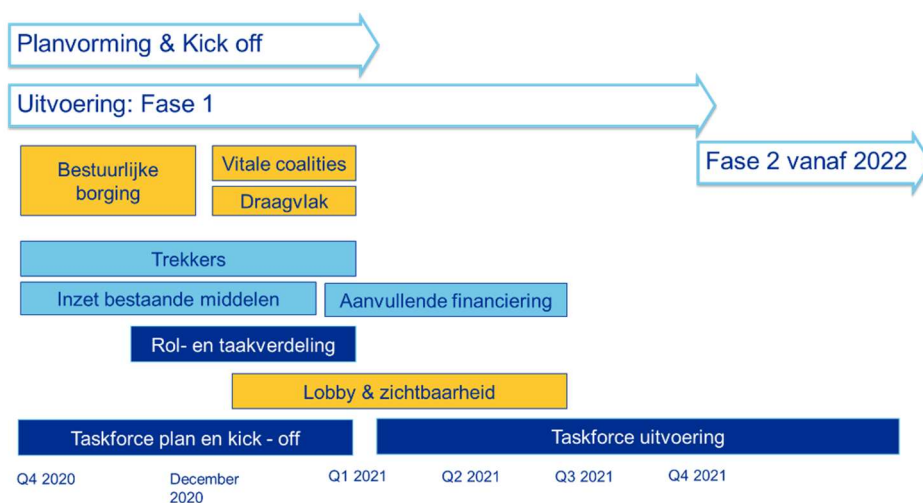 Planvorming & Kick off
Uitvoering: Fase 1
Fase 2 vanaf 2022
Bestuurlijke
borging
Vitale coalities
Draagvlak
Trekkers
Inzet bestaande middelen
Aanvullende financiering
Rol- en taakverdeling
Lobby & zichtbaarheid
Taskforce plan en kick - off
Taskforce uitvoering
Q4 2020
December
2020
Q1 2021
Q2 2021
Q3 2021
Q4 2021